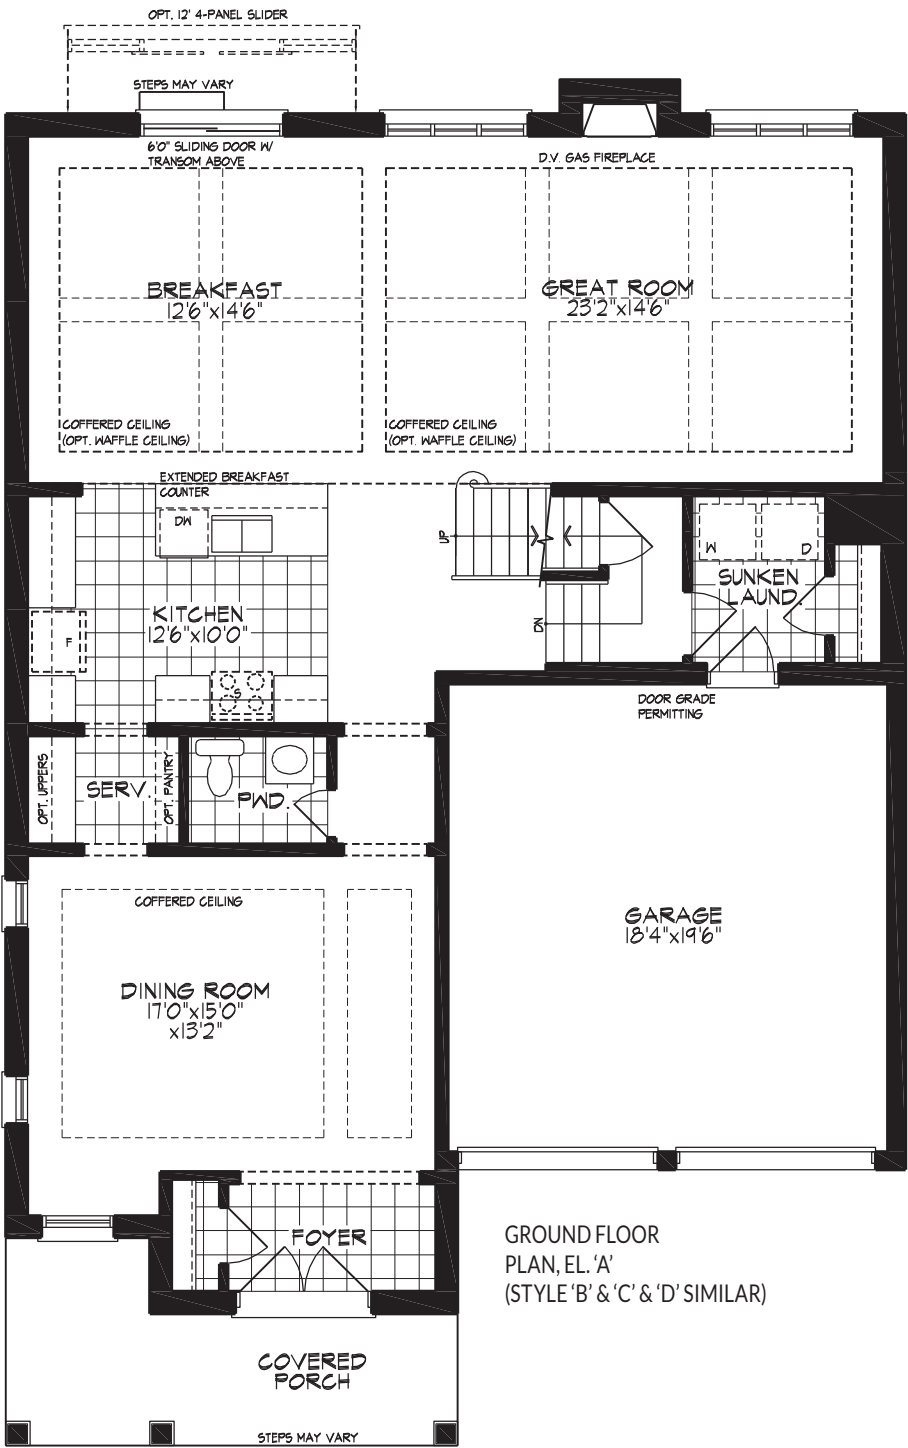 OPT. 12' 4-PANEL SLIDER
STEPS MAY VARY
6'0" SLIDING DOOR W/
TRANSOM ABOVE
D.V. GAS FIREPLACE
BREAKFAST
12'6"x14'6"
GREAT ROOM
23'2"x14'6"
COFFERED CEILING
(OPT. WAFFLE CEILING)
COFFERED CEILING
(OPT. WAFFLE CEILING)
EXTENDED BREAKFAST
COUNTER
DW
UP
W
D
SUNKEN
LAUND.
KITCHEN
12'6"x10'0"
F
DN
S
DOOR GRADE
PERMITTING
OPT. UPPERS
SERV.
OPT. PANTRY
PWD.
COFFERED CEILING
GARAGE
18'4"x19'6"
DINING ROOM
17'0"x15'0"
x13'2"
FOYER
GROUND FLOOR
PLAN, EL. ‘A’
(STYLE ‘B’ & ‘C’ & ‘D’ SIMILAR)
COVERED
PORCH
STEPS MAY VARY